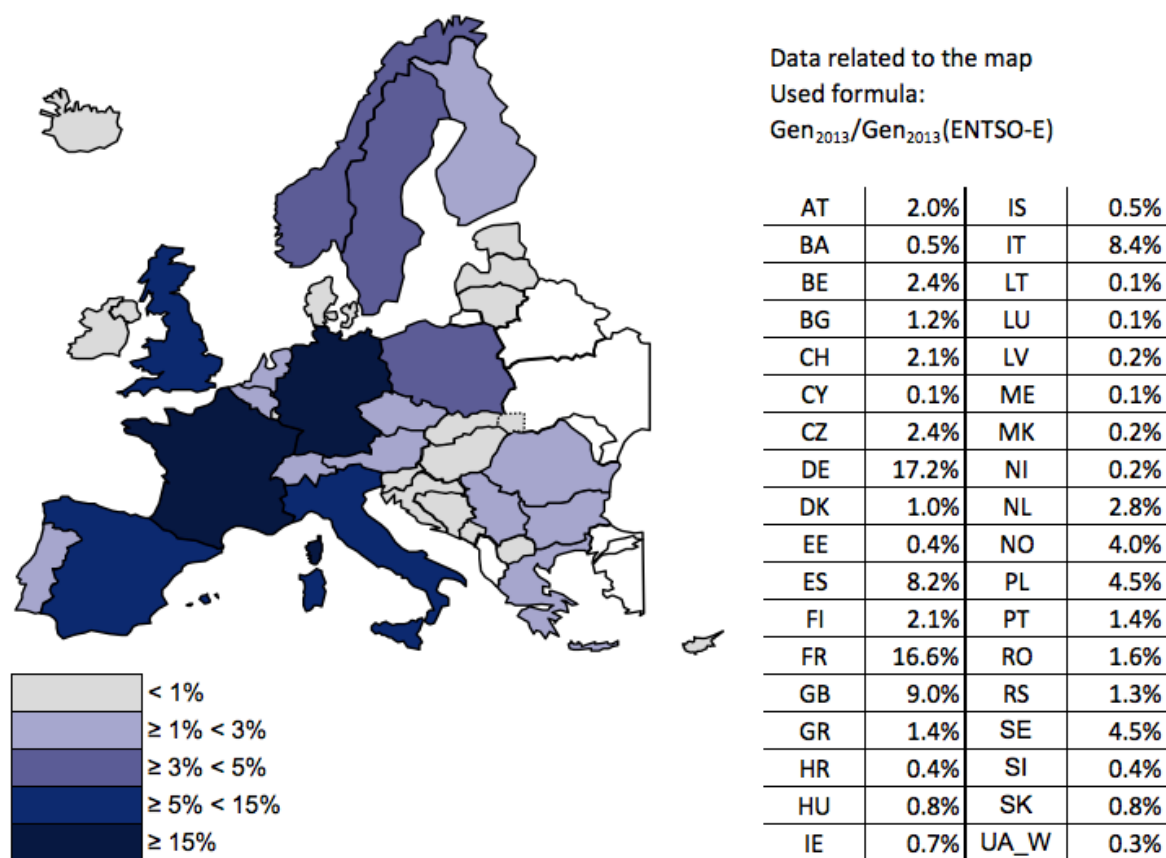 Data related to the map
Used formula:
Gen2013/Gen2013(ENTSO-E)
AT 2.0% IS 0.5%
BA 0.5% IT 8.4%
BE 2.4% LT 0.1%
BG 1.2% LU 0.1%
CH 2.1% LV 0.2%
CY 0.1% ME 0.1%
CZ 2.4% MK 0.2%
DE 17.2% NI 0.2%
DK 1.0% NL 2.8%
EE 0.4% NO 4.0%
ES 8.2% PL 4.5%
FI 2.1% PT 1.4%
FR 16.6% RO 1.6%
GB 9.0% RS 1.3%
GR 1.4% SE 4.5%
HR 0.4% SI 0.4%
HU 0.8% SK 0.8%
IE 0.7% UA_W 0.3%
< 1%
≥ 1% < 3%
≥ 3% < 5%
≥ 5% < 15%
≥ 15%